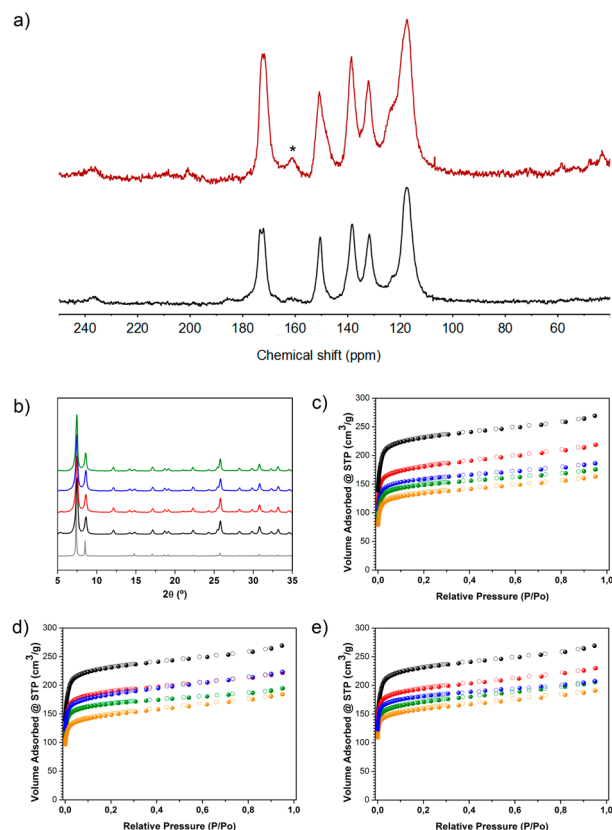 a)
*
240 220 200 180 160 140 120 100 80 60
Chemical shift (ppm)
b)
5 10 15 20 25 30 35
2θ (º)
c)
Volume Adsorbed @ STP (cm³/g)
300
250
200
150
100
50
0
0,0 0,2 0,4 0,6 0,8 1,0
Relative Pressure (P/Po)
d)
Volume Adsorbed @ STP (cm³/g)
300
250
200
150
100
50
0
0,0 0,2 0,4 0,6 0,8 1,0
Relative Pressure (P/Po)
e)
Volume Adsorbed @ STP (cm³/g)
300
250
200
150
100
50
0
0,0 0,2 0,4 0,6 0,8 1,0
Relative Pressure (P/Po)